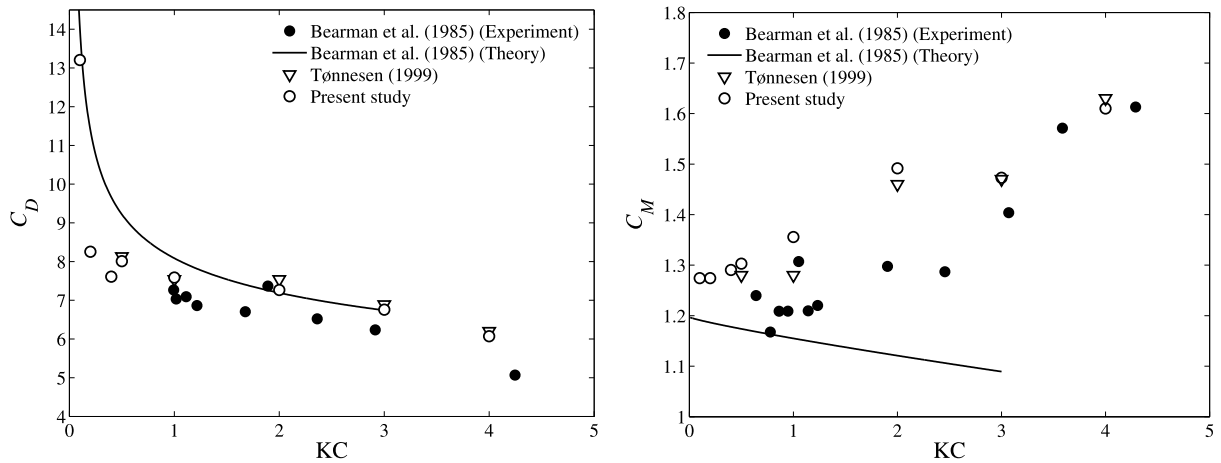 14
13
12
11
10
9
8
7
6
5
4
C_D
0
1
2
3
4
5
KC
Bearman et al. (1985) (Experiment)
Bearman et al. (1985) (Theory)
Tønnesen (1999)
Present study
1.8
1.7
1.6
1.5
1.4
1.3
1.2
1.1
1
C_M
0
1
2
3
4
5
KC
Bearman et al. (1985) (Experiment)
Bearman et al. (1985) (Theory)
Tønnesen (1999)
Present study